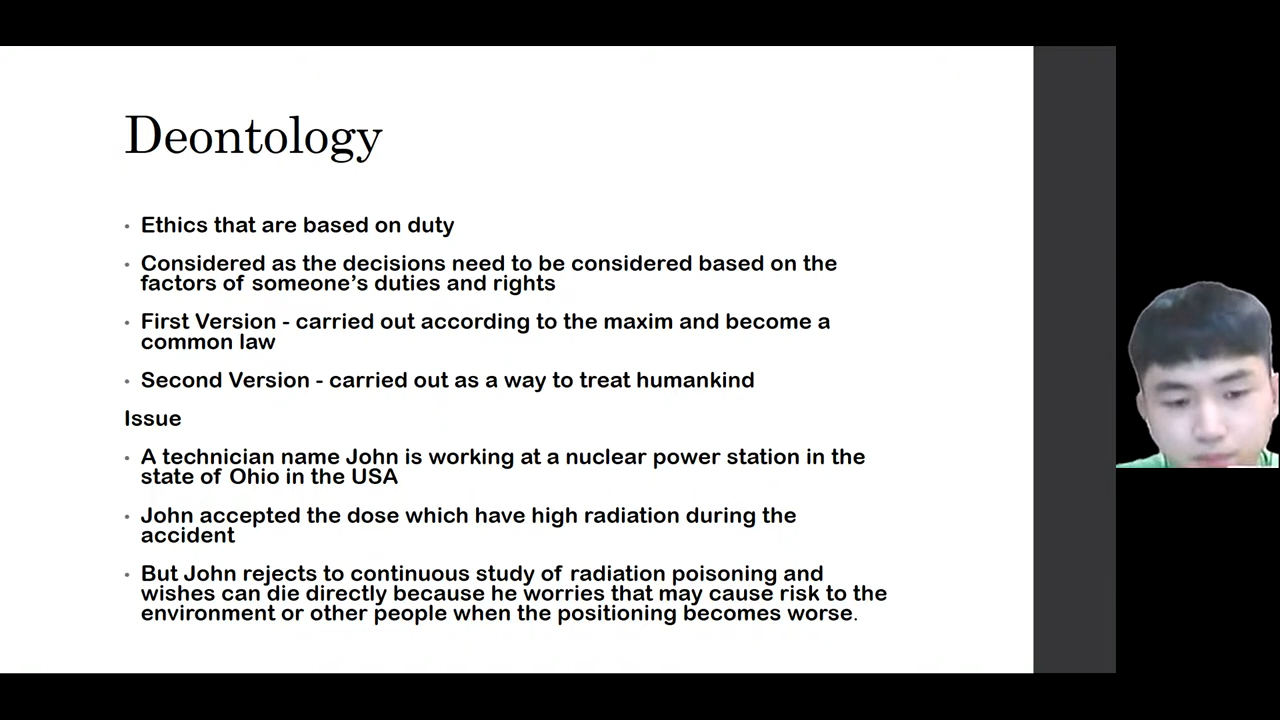 Deontology
• Ethics that are based on duty
• Considered as the decisions need to be considered based on the
factors of someone’s duties and rights
• First Version - carried out according to the maxim and become a
common law
• Second Version - carried out as a way to treat humankind
Issue
• A technician name John is working at a nuclear power station in the
state of Ohio in the USA
• John accepted the dose which have high radiation during the
accident
• But John rejects to continuous study of radiation poisoning and
wishes can die directly because he worries that may cause risk to the
environment or other people when the positioning becomes worse.